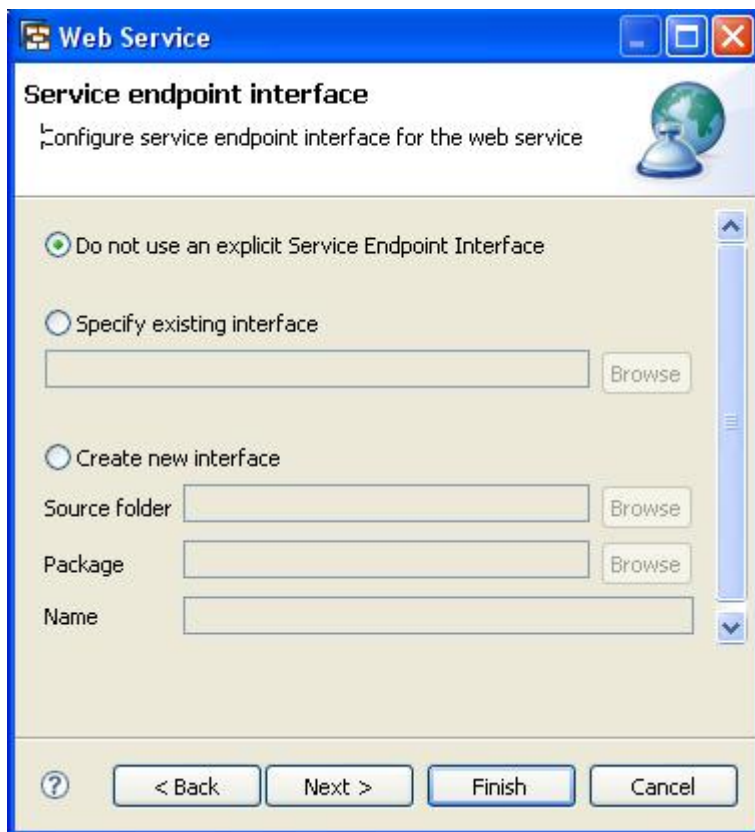 Web Service
Service endpoint interface
Configure service endpoint interface for the web service
Do not use an explicit Service Endpoint Interface
Specify existing interface
Browse
Create new interface
Source folder Browse
Package Browse
Name
? < Back Next > Finish Cancel